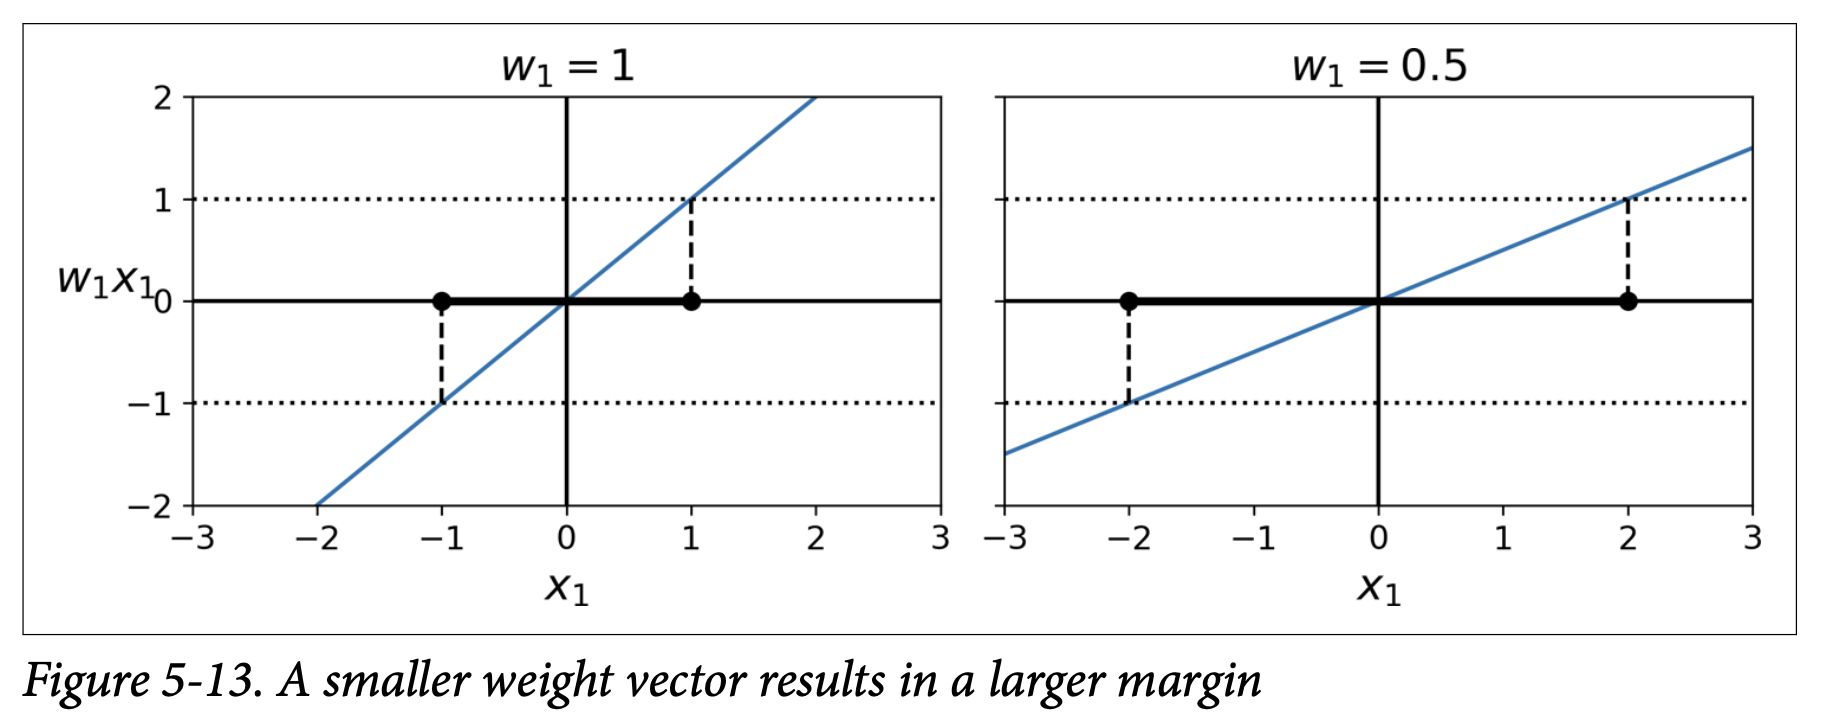 w₁ = 1
w₁ = 0.5
2
1
w₁x₁
0
−1
−2
−3 −2 −1 0 1 2 3
−3 −2 −1 0 1 2 3
x₁
x₁
Figure 5-13. A smaller weight vector results in a larger margin